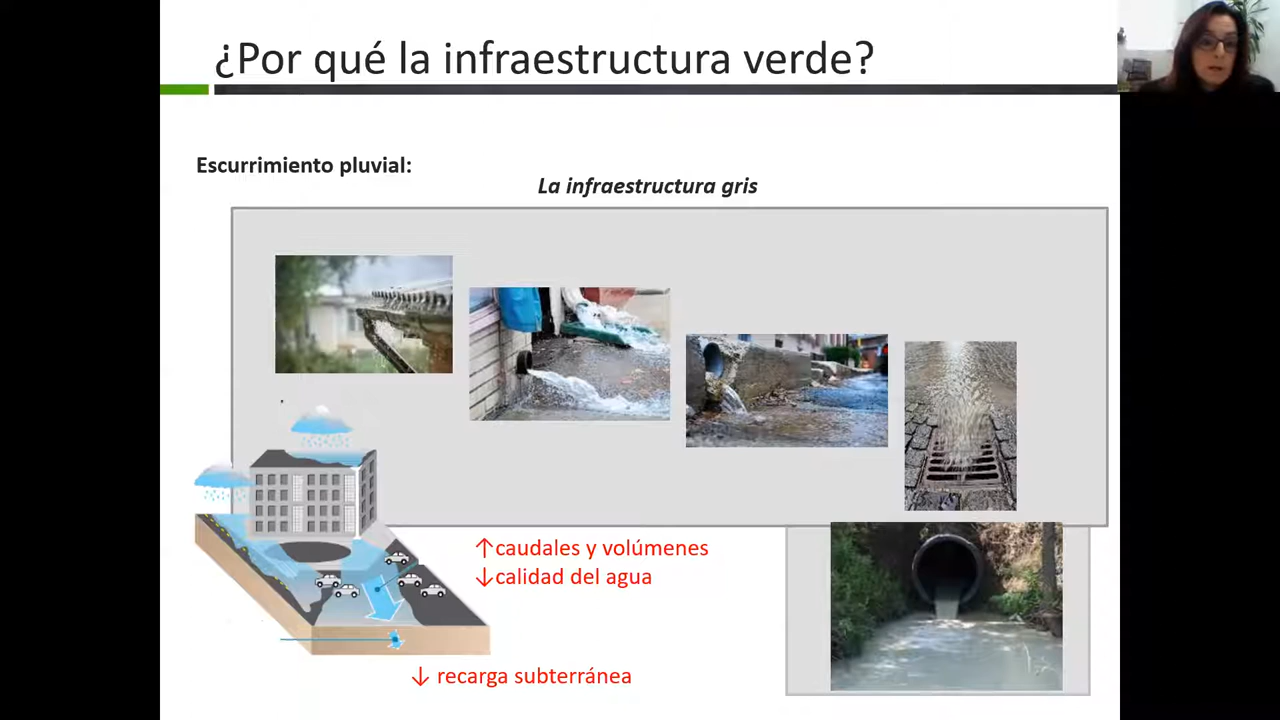 ¿Por qué la infraestructura verde?
Escurrimiento pluvial:
La infraestructura gris
↑caudales y volúmenes
↓calidad del agua
↓ recarga subterránea